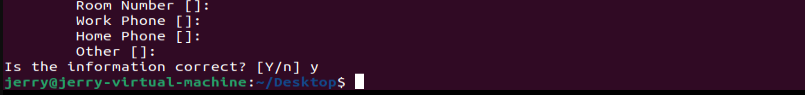 Room Number []:
Work Phone []:
Home Phone []:
Other []:
Is the information correct? [Y/n] y
jerry@jerry-virtual-machine:~/Desktop$